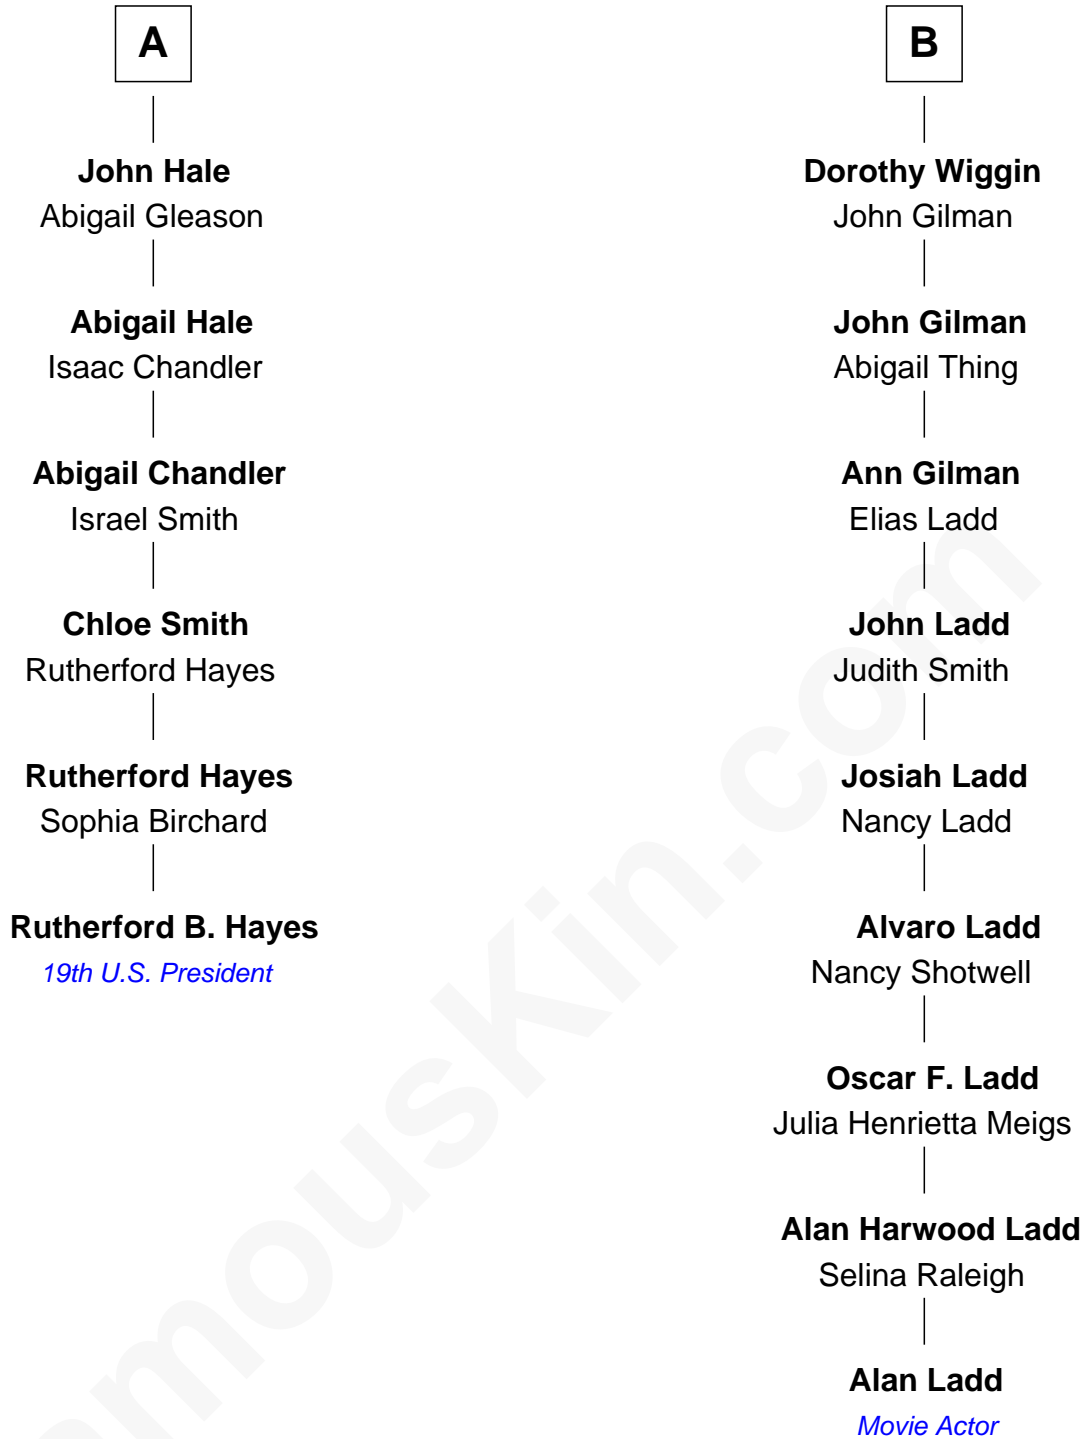 A
John Hale
Abigail Gleason
Abigail Hale
Isaac Chandler
Abigail Chandler
Israel Smith
Chloe Smith
Rutherford Hayes
Rutherford Hayes
Sophia Birchard
Rutherford B. Hayes
19th U.S. President
B
Dorothy Wiggin
John Gilman
John Gilman
Abigail Thing
Ann Gilman
Elias Ladd
John Ladd
Judith Smith
Josiah Ladd
Nancy Ladd
Alvaro Ladd
Nancy Shotwell
Oscar F. Ladd
Julia Henrietta Meigs
Alan Harwood Ladd
Selina Raleigh
Alan Ladd
Movie Actor
amousKin.com